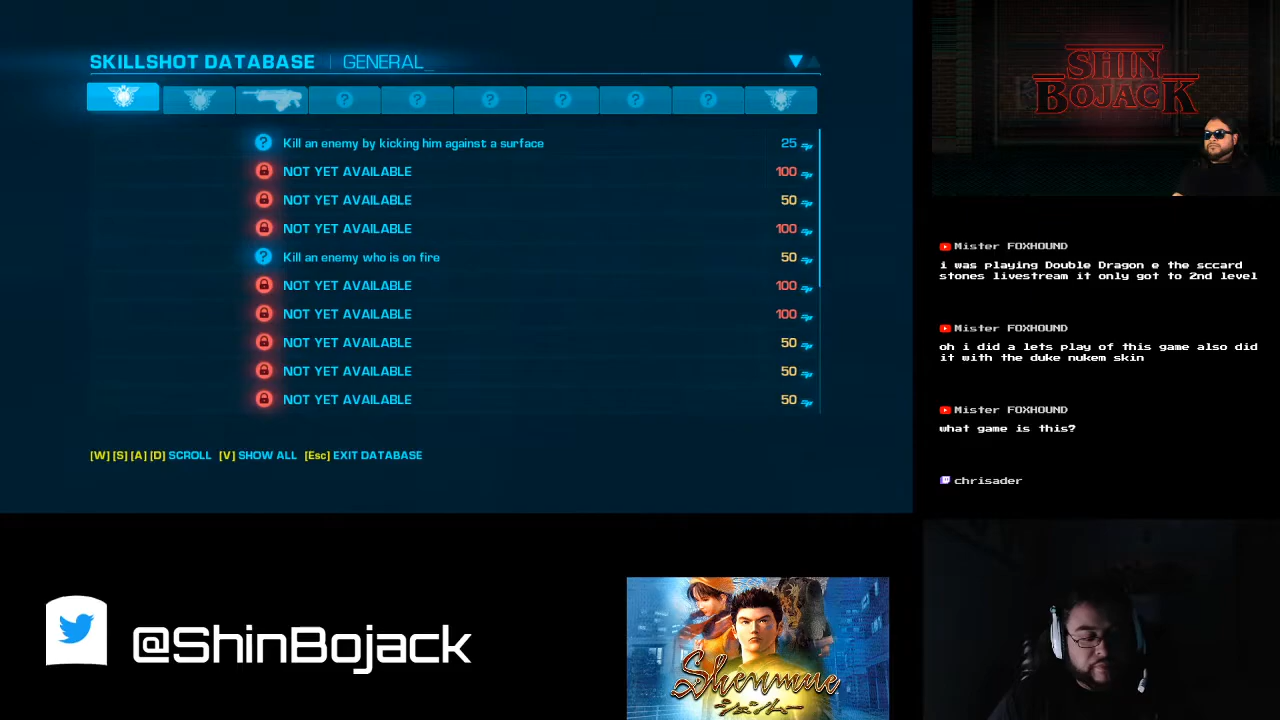 SKILLSHOT DATABASE | GENERAL_
Kill an enemy by kicking him against a surface 25
NOT YET AVAILABLE 100
NOT YET AVAILABLE 50
NOT YET AVAILABLE 100
Kill an enemy who is on fire 50
NOT YET AVAILABLE 100
NOT YET AVAILABLE 100
NOT YET AVAILABLE 50
NOT YET AVAILABLE 50
NOT YET AVAILABLE 50
[W] [S] [A] [D] SCROLL [V] SHOW ALL [Esc] EXIT DATABASE
SHIN
BOJACK
Mister FOXHOUND
i was playing Double Dragon e the sccard
stones livestream it only got to 2nd level
Mister FOXHOUND
oh i did a lets play of this game also did
it with the duke nukem skin
Mister FOXHOUND
what game is this?
chrisader
@ShinBojack
Shenmue
シェンムー